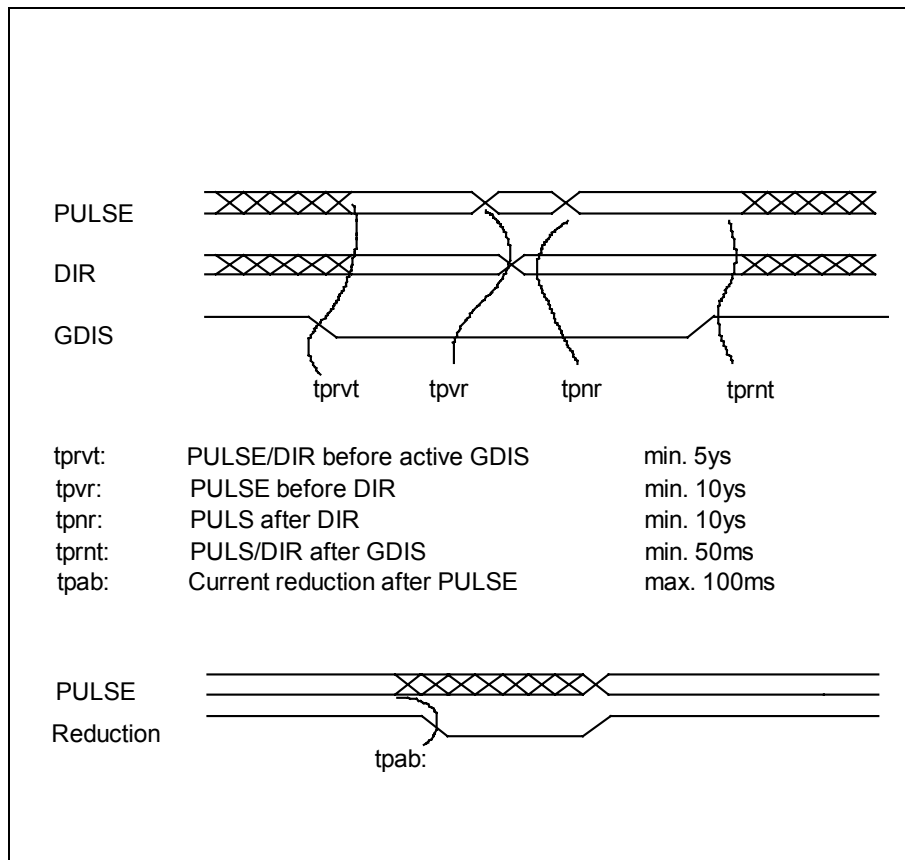 PULSE
DIR
GDIS
tprvt tpvr tpnr tprnt
tprvt: PULSE/DIR before active GDIS min. 5ys
tpvr: PULSE before DIR min. 10ys
tpnr: PULS after DIR min. 10ys
tprnt: PULS/DIR after GDIS min. 50ms
tpab: Current reduction after PULSE max. 100ms
PULSE
Reduction
tpab: